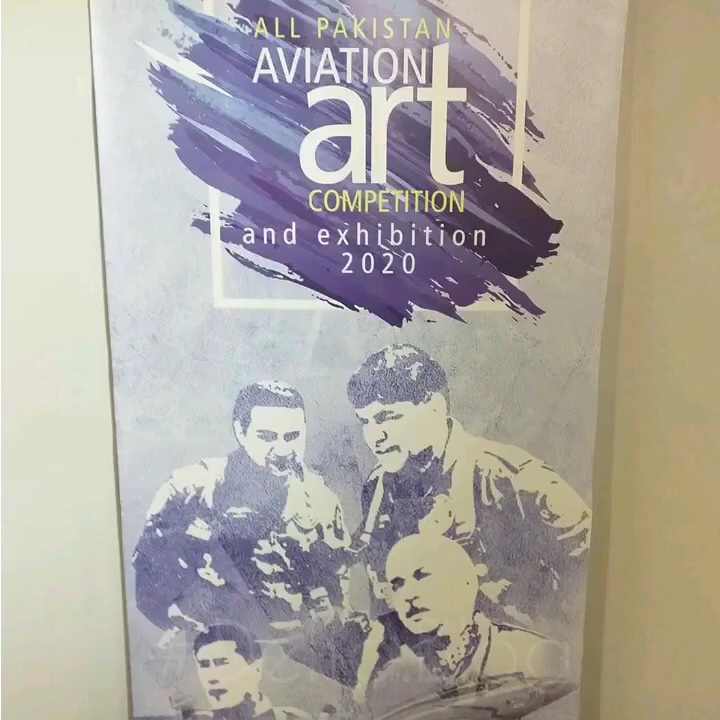 ALL PAKISTAN
AVIATION
art
COMPETITION
and exhibition
2020